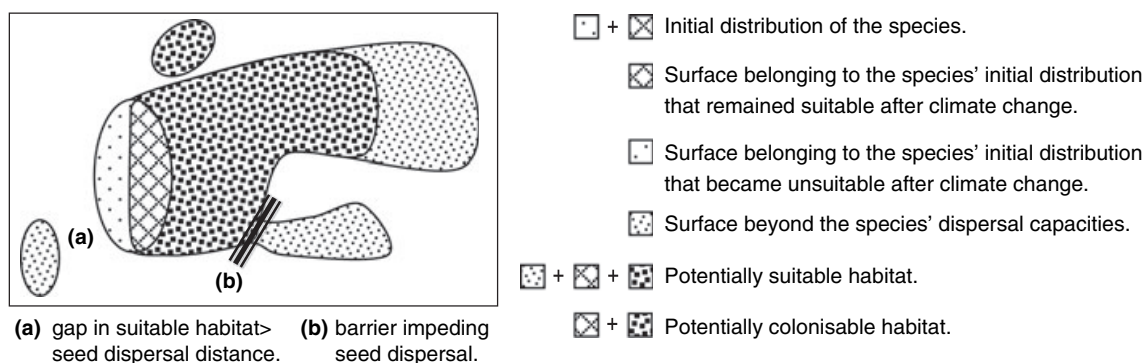 (a)
(b)
(a) gap in suitable habitat>
seed dispersal distance.
(b) barrier impeding
seed dispersal.
+ Initial distribution of the species.
Surface belonging to the species' initial distribution
that remained suitable after climate change.
Surface belonging to the species' initial distribution
that became unsuitable after climate change.
Surface beyond the species' dispersal capacities.
+ + Potentially suitable habitat.
+ Potentially colonisable habitat.